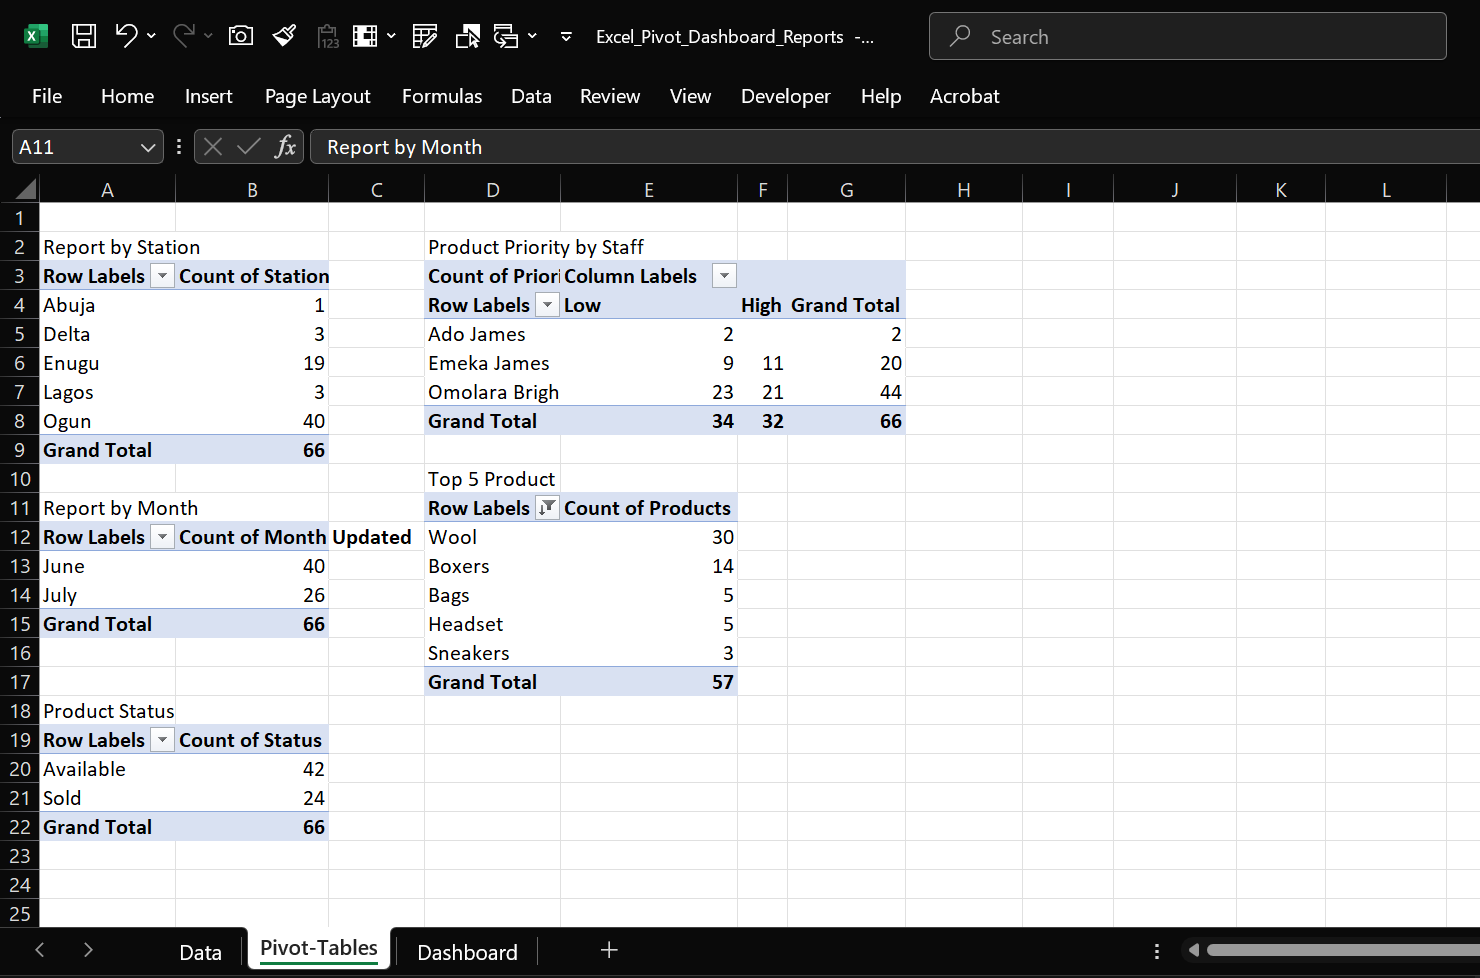 Excel_Pivot_Dashboard_Reports -...
Search
File Home Insert Page Layout Formulas Data Review View Developer Help Acrobat
A11 fx Report by Month
A B C D E F G H I J K L
1
2 Report by Station Product Priority by Staff
3 Row Labels Count of Station Count of Priori Column Labels
4 Abuja 1 Row Labels Low High Grand Total
5 Delta 3 Ado James 2 2
6 Enugu 19 Emeka James 9 11 20
7 Lagos 3 Omolara Brigh 23 21 44
8 Ogun 40 Grand Total 34 32 66
9 Grand Total 66
10 Top 5 Product
11 Report by Month Row Labels Count of Products
12 Row Labels Count of Month Updated Wool 30
13 June 40 Boxers 14
14 July 26 Bags 5
15 Grand Total 66 Headset 5
16 Sneakers 3
17 Grand Total 57
18 Product Status
19 Row Labels Count of Status
20 Available 42
21 Sold 24
22 Grand Total 66
23
24
25
Data Pivot-Tables Dashboard